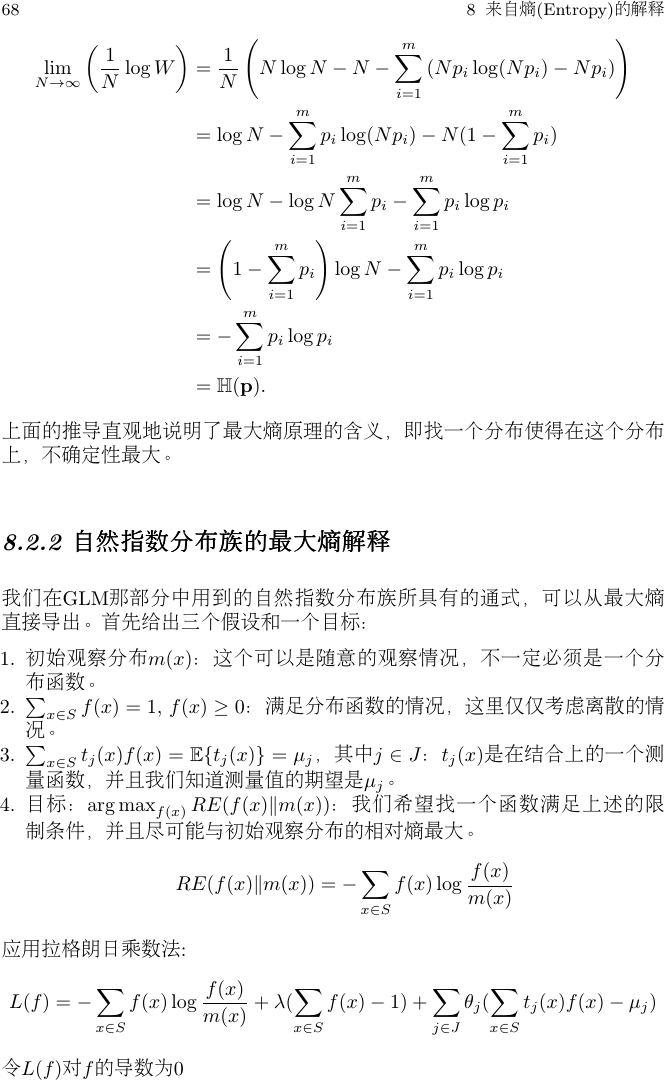 68 8 来自熵(Entropy)的解释
$\lim_{N\to\infty}\left(\frac{1}{N}\log W\right) = \frac{1}{N}\left(N\log N - N - \sum_{i=1}^{m}(Np_i\log(Np_i) - Np_i)\right)$
$= \log N - \sum_{i=1}^{m} p_i\log(Np_i) - N(1 - \sum_{i=1}^{m} p_i)$
$= \log N - \log N\sum_{i=1}^{m} p_i - \sum_{i=1}^{m} p_i\log p_i$
$= \left(1 - \sum_{i=1}^{m} p_i\right)\log N - \sum_{i=1}^{m} p_i\log p_i$
$= -\sum_{i=1}^{m} p_i\log p_i$
$= \mathbb{H}(\mathbf{p}).$
上面的推导直观地说明了最大熵原理的含义，即找一个分布使得在这个分布
上，不确定性最大。
8.2.2 自然指数分布族的最大熵解释
我们在GLM那部分中用到的自然指数分布族所具有的通式，可以从最大熵
直接导出。首先给出三个假设和一个目标:
1. 初始观察分布$m(x)$：这个可以是随意的观察情况，不一定必须是一个分
布函数。
2. $\sum_{x\in S} f(x) = 1, f(x) \geq 0$：满足分布函数的情况，这里仅仅考虑离散的情
况。
3. $\sum_{x\in S} t_j(x)f(x) = \mathbb{E}\{t_j(x)\} = \mu_j$，其中$j \in J$：$t_j(x)$是在结合上的一个测
量函数，并且我们知道测量值的期望是$\mu_j$。
4. 目标：$\arg\max_{f(x)} RE(f(x)\|m(x))$：我们希望找一个函数满足上述的限
制条件，并且尽可能与初始观察分布的相对熵最大。
$RE(f(x)\|m(x)) = -\sum_{x\in S} f(x)\log\frac{f(x)}{m(x)}$
应用拉格朗日乘数法:
$L(f) = -\sum_{x\in S} f(x)\log\frac{f(x)}{m(x)} + \lambda(\sum_{x\in S} f(x) - 1) + \sum_{j\in J}\theta_j(\sum_{x\in S} t_j(x)f(x) - \mu_j)$
令$L(f)$对$f$的导数为0